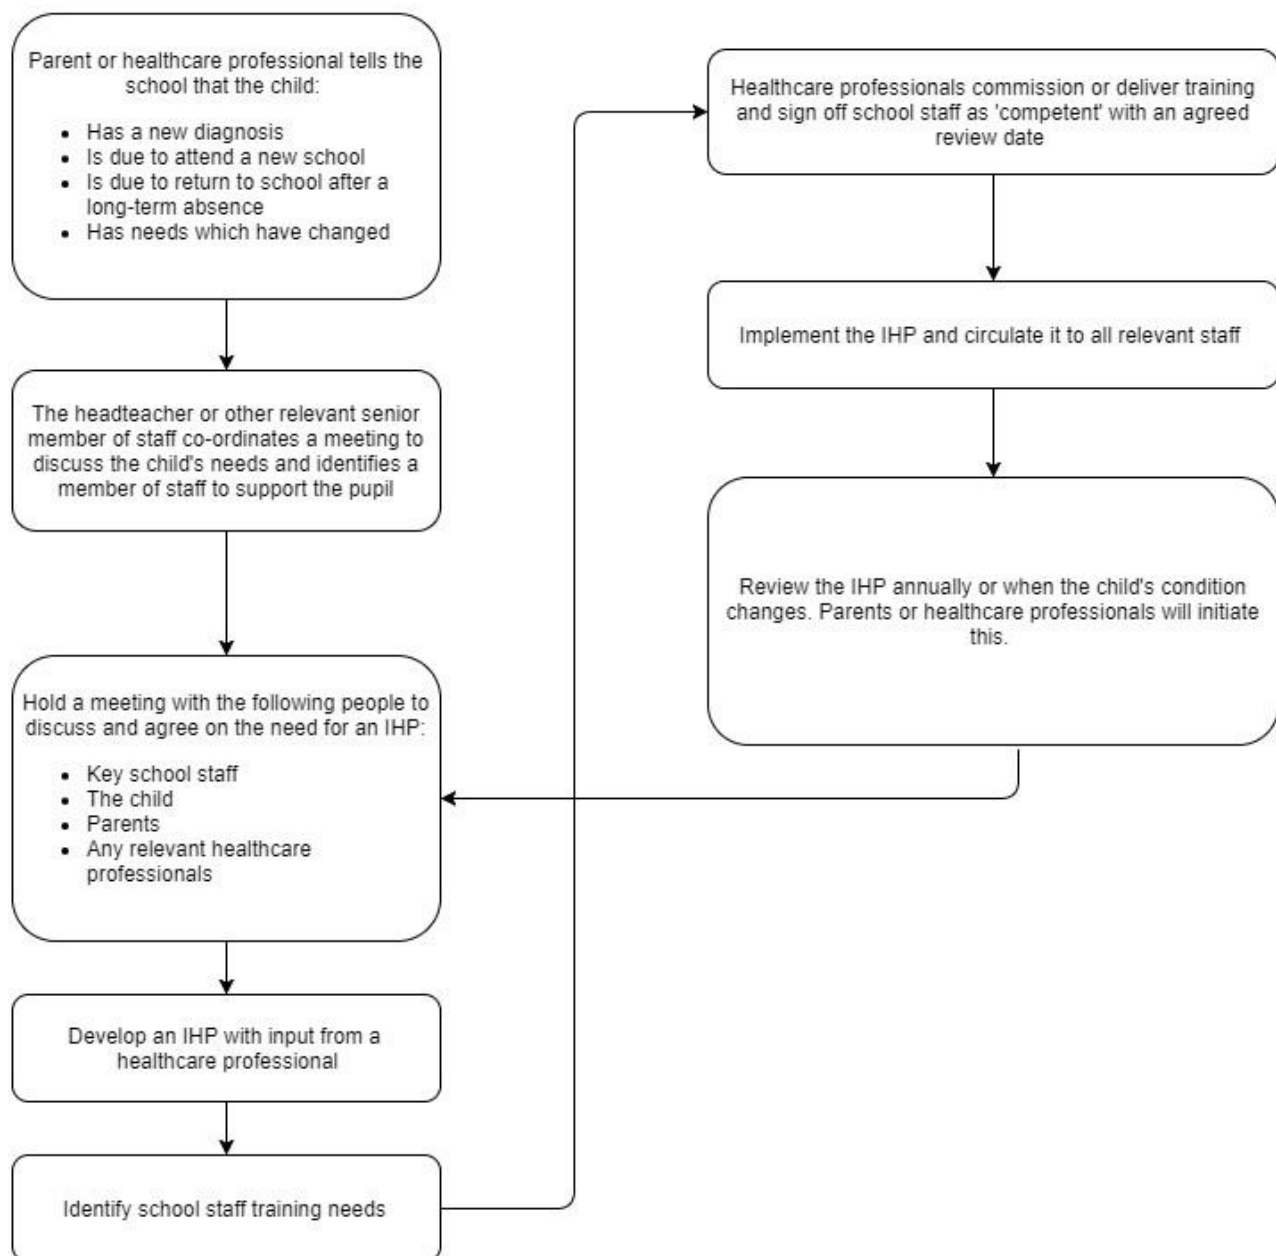 Parent or healthcare professional tells the
school that the child:
• Has a new diagnosis
• Is due to attend a new school
• Is due to return to school after a
long-term absence
• Has needs which have changed
The headteacher or other relevant senior
member of staff co-ordinates a meeting to
discuss the child's needs and identifies a
member of staff to support the pupil
Hold a meeting with the following people to
discuss and agree on the need for an IHP:
• Key school staff
• The child
• Parents
• Any relevant healthcare
professionals
Develop an IHP with input from a
healthcare professional
Identify school staff training needs
Healthcare professionals commission or deliver training
and sign off school staff as 'competent' with an agreed
review date
Implement the IHP and circulate it to all relevant staff
Review the IHP annually or when the child's condition
changes. Parents or healthcare professionals will initiate
this.